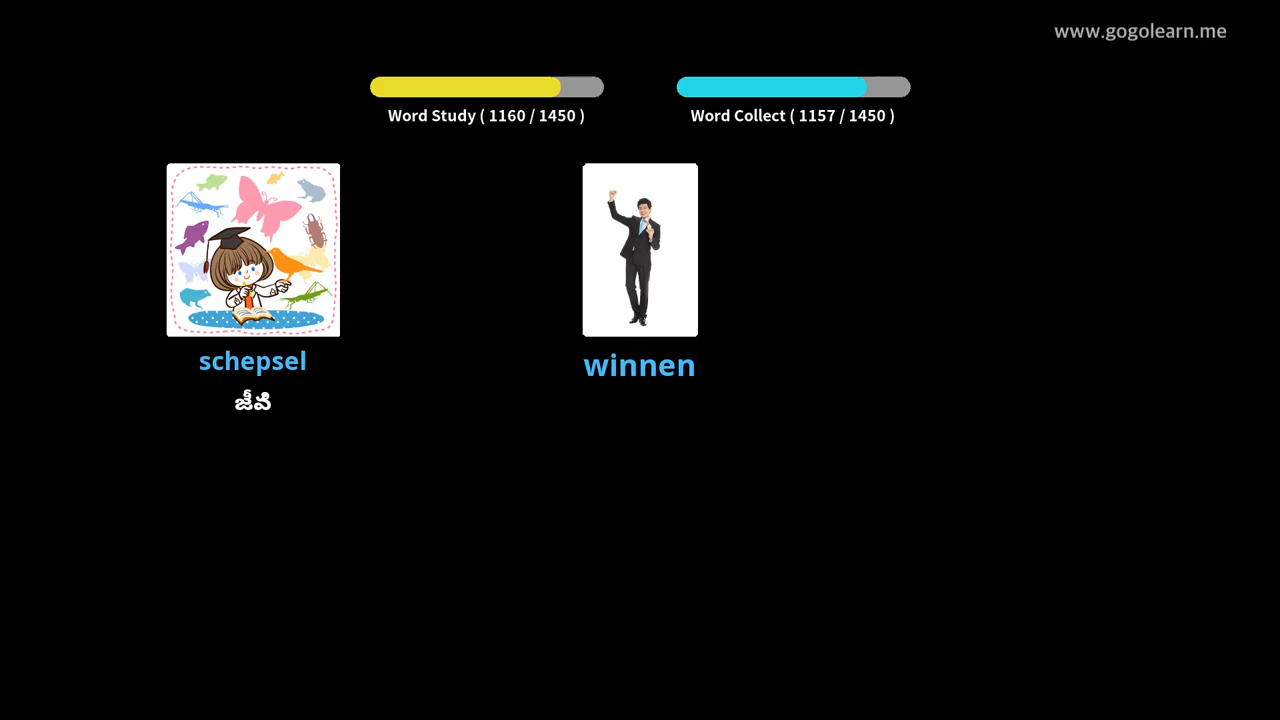 www.gogolearn.me
Word Study ( 1160 / 1450 )
Word Collect ( 1157 / 1450 )
schepsel
జీవి
winnen